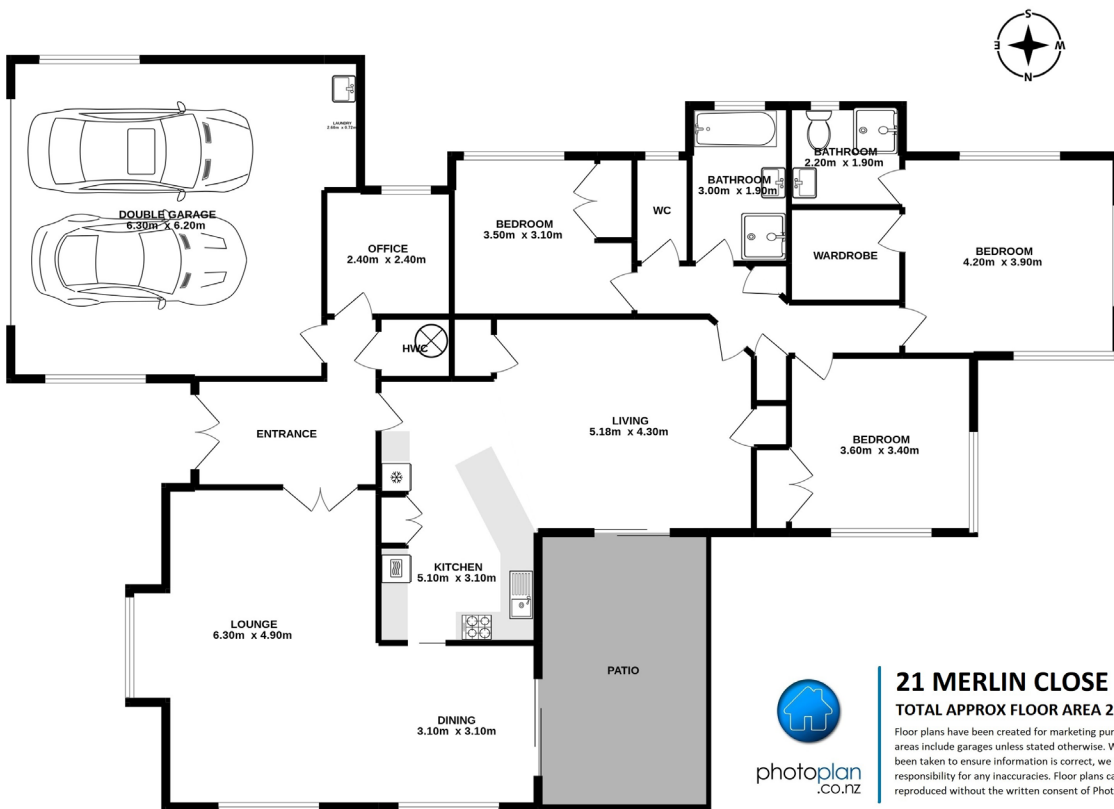 S
E
W
N
LAUNDRY
DOUBLE GARAGE
6.30m x 6.20m
OFFICE
2.40m x 2.40m
BEDROOM
3.50m x 3.10m
WC
BATHROOM
3.00m x 1.90m
BATHROOM
2.20m x 1.90m
WARDROBE
BEDROOM
4.20m x 3.90m
HWC
ENTRANCE
LIVING
5.18m x 4.30m
BEDROOM
3.60m x 3.40m
KITCHEN
5.10m x 3.10m
LOUNGE
6.30m x 4.90m
PATIO
DINING
3.10m x 3.10m
photoplan
.co.nz
21 MERLIN CLOSE
TOTAL APPROX FLOOR AREA 2
Floor plans have been created for marketing pur
areas include garages unless stated otherwise. W
been taken to ensure information is correct, we
responsibility for any inaccuracies. Floor plans ca
reproduced without the written consent of Phot